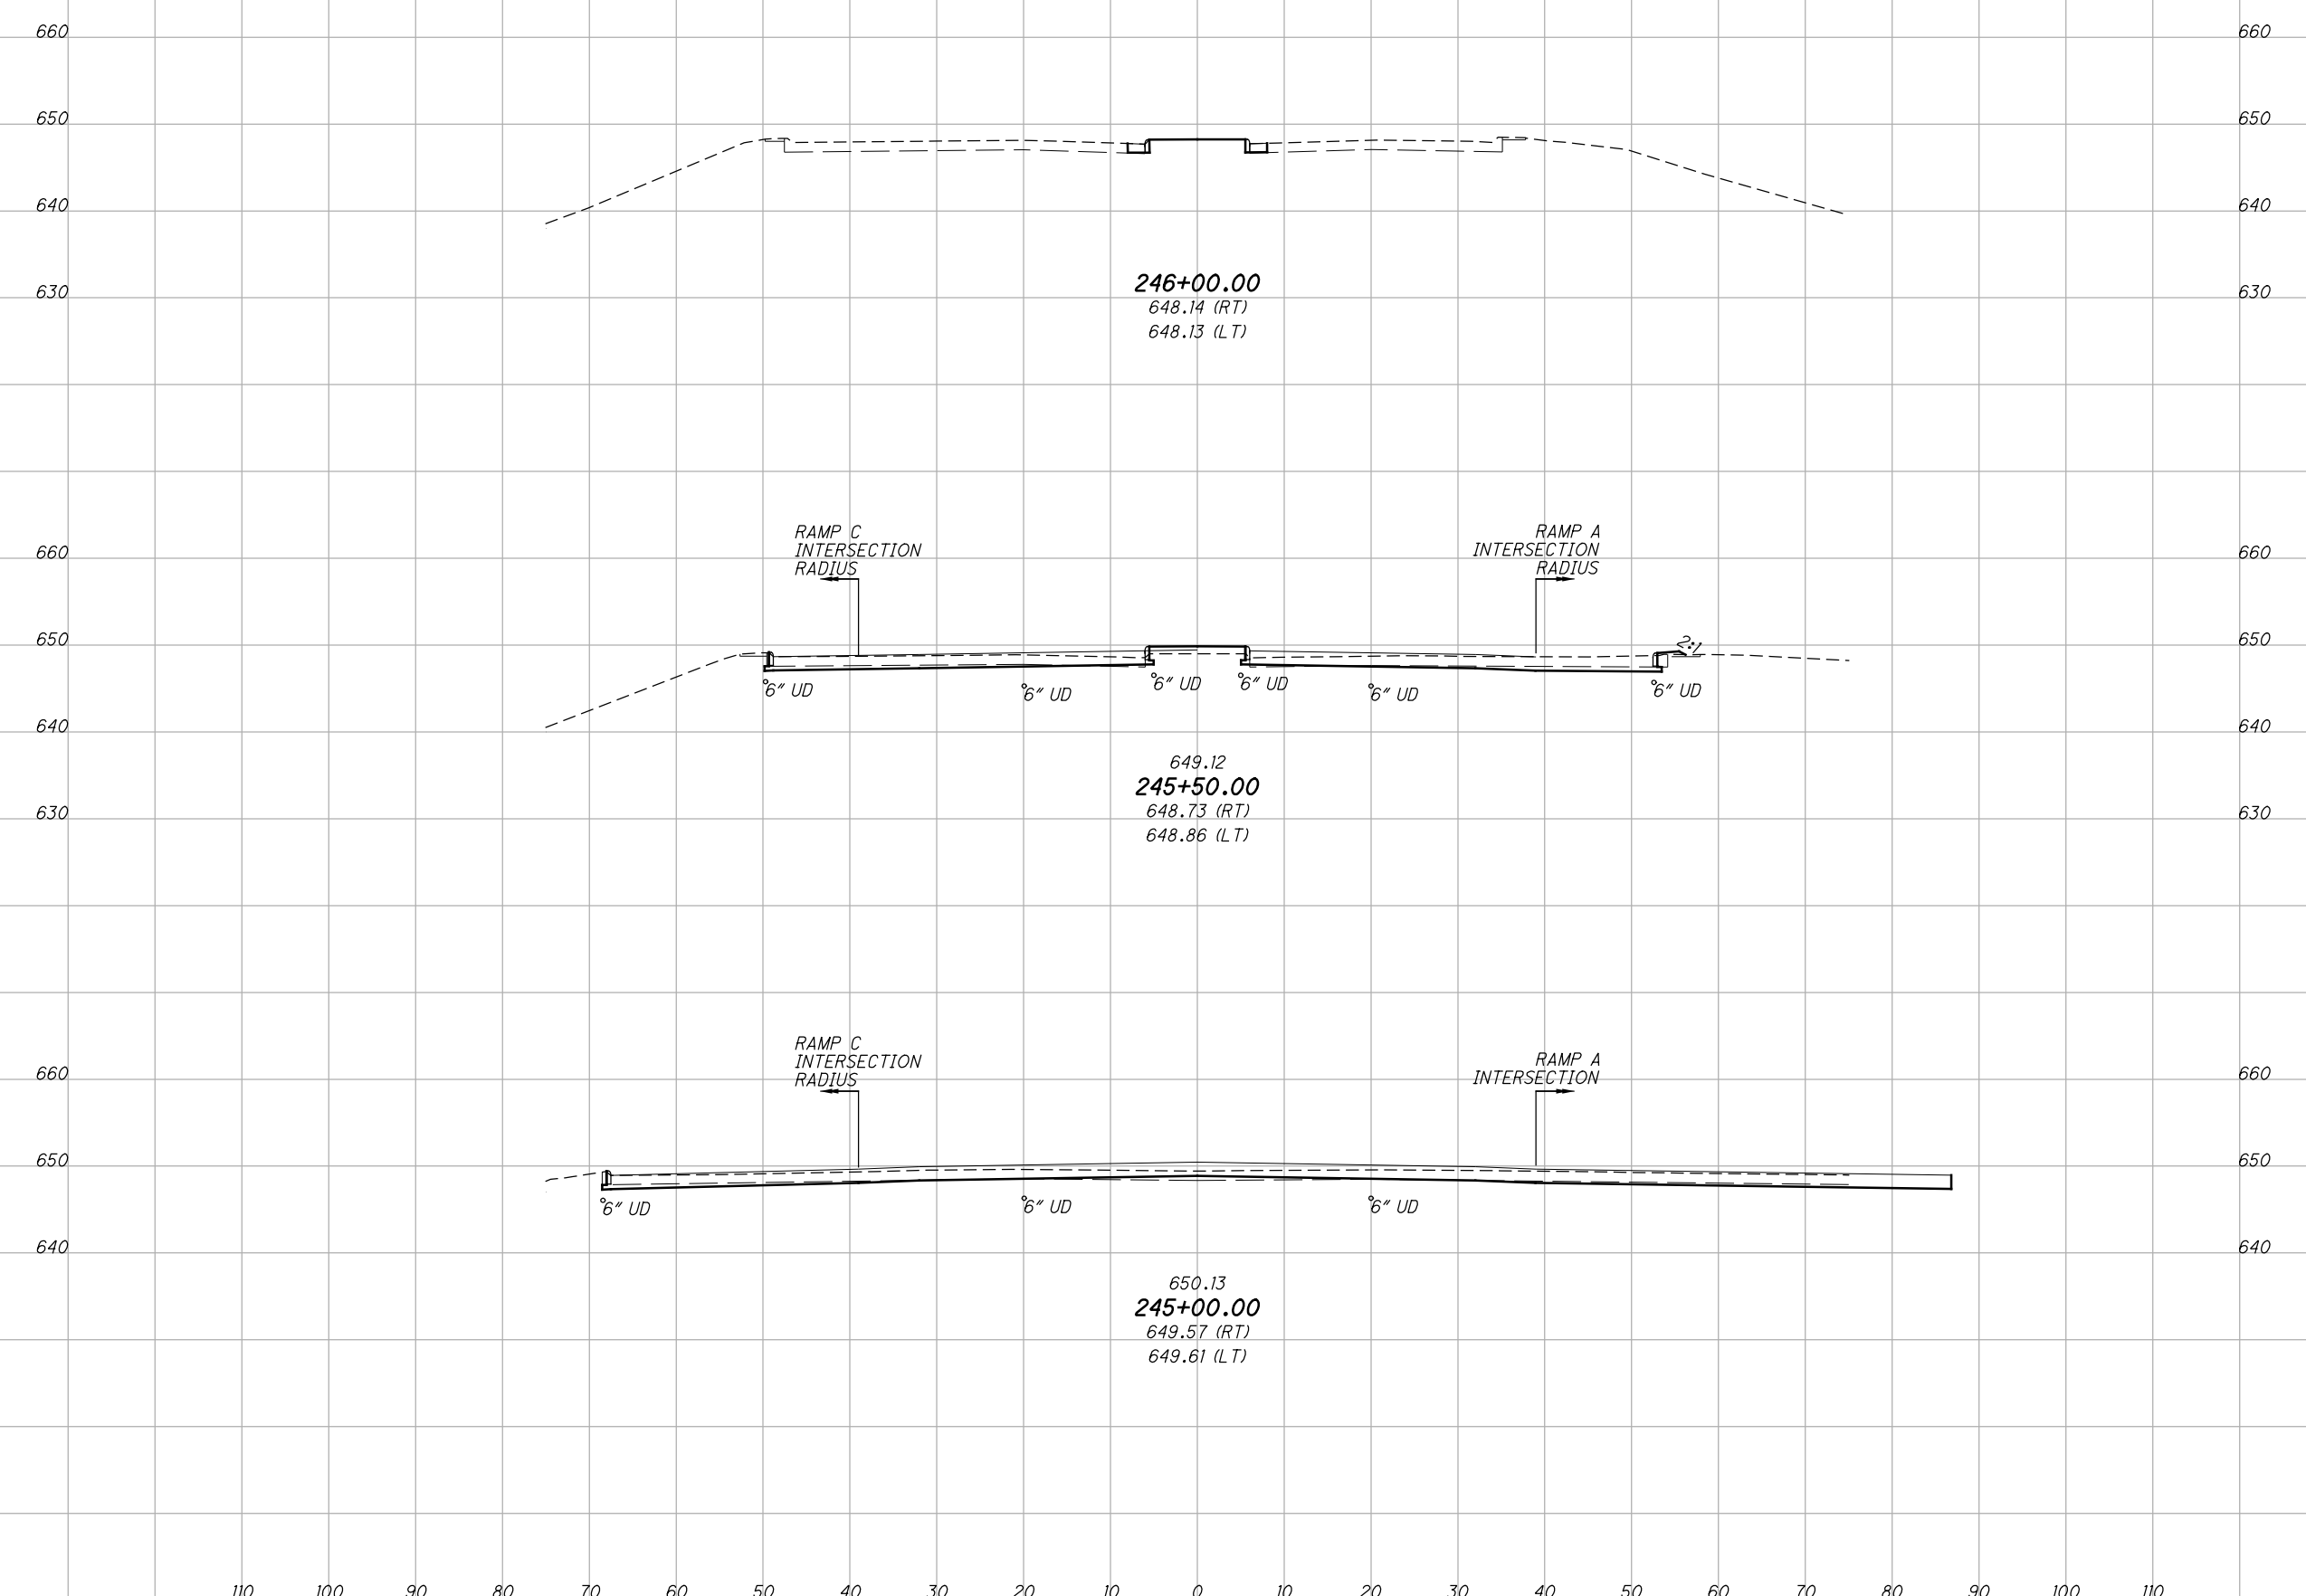 660 660
650 650
640 640
246+00.00
630 630
648.14 (RT)
648.13 (LT)
RAMP C
INTERSECTION
RADIUS
RAMP A
INTERSECTION
RADIUS
660 660
650 650
2:1
6" UD 6" UD 6" UD 6" UD 6" UD 6" UD
640 640
649.12
245+50.00
630 630
648.73 (RT)
648.86 (LT)
RAMP C
INTERSECTION
RADIUS
RAMP A
INTERSECTION
660 660
650 650
6" UD 6" UD 6" UD
640 640
650.13
245+00.00
649.57 (RT)
649.61 (LT)
110 100 90 80 70 60 50 40 30 20 10 0 10 20 30 40 50 60 70 80 90 100 110